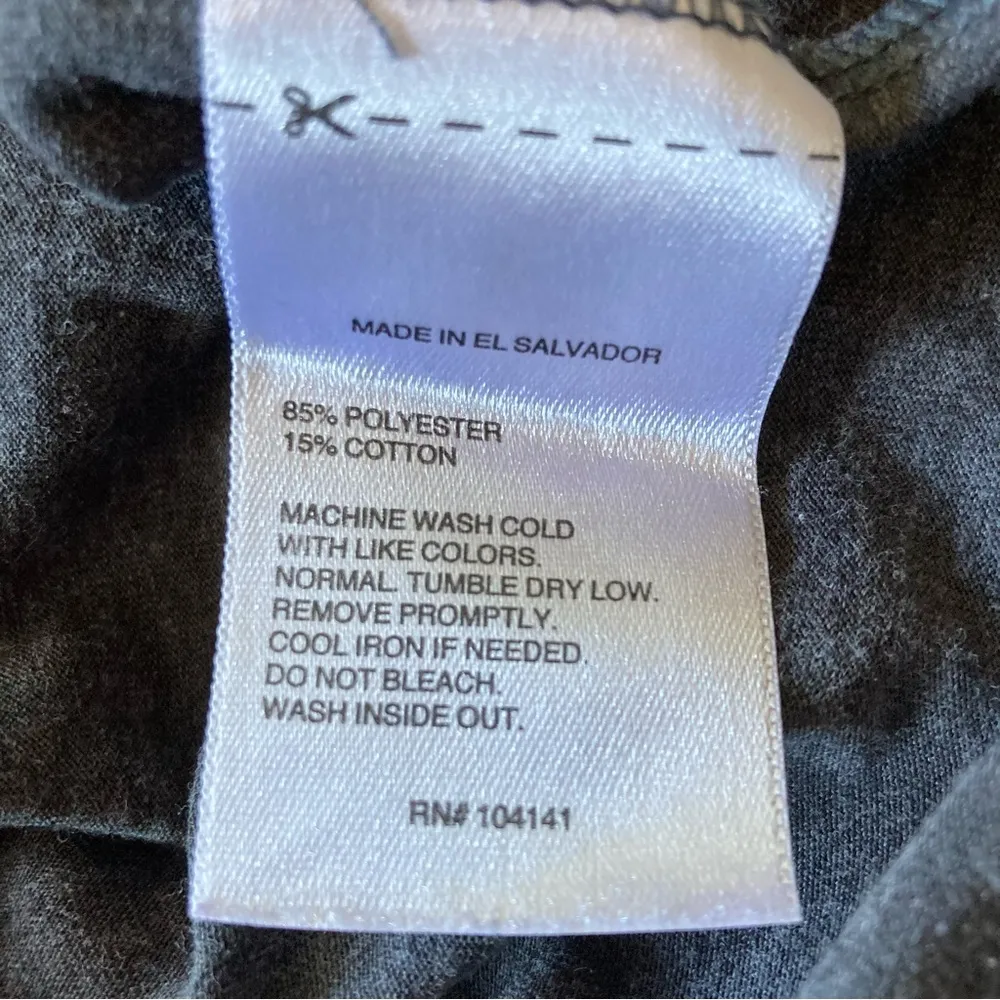 MADE IN EL SALVADOR
85% POLYESTER
15% COTTON
MACHINE WASH COLD
WITH LIKE COLORS.
NORMAL. TUMBLE DRY LOW.
REMOVE PROMPTLY.
COOL IRON IF NEEDED.
DO NOT BLEACH.
WASH INSIDE OUT.
RN# 104141